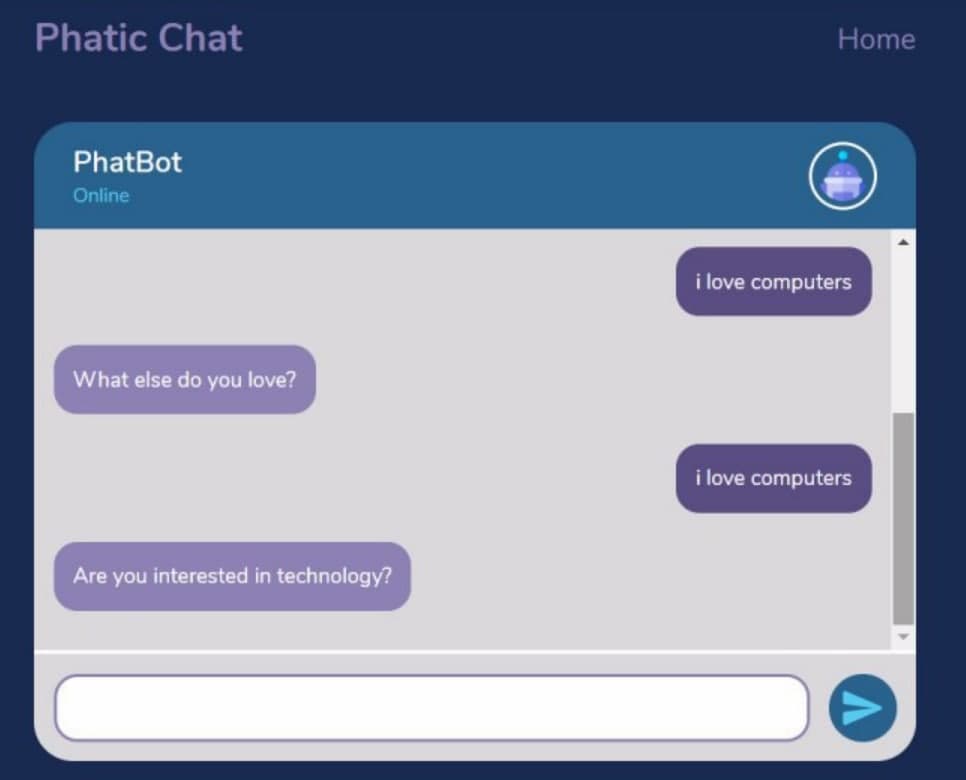 Phatic Chat
Home
PhatBot
Online
i love computers
What else do you love?
i love computers
Are you interested in technology?